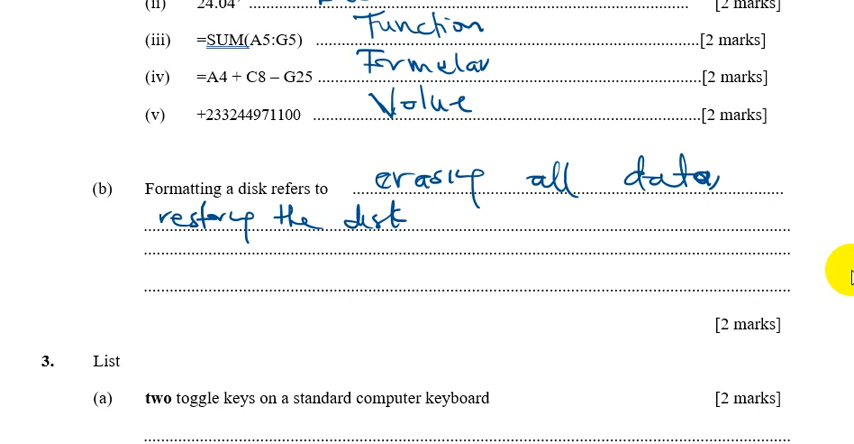 (ii) 24.04 [2 marks]
(iii) =SUM(A5:G5) Function [2 marks]
(iv) =A4 + C8 – G25 Formular [2 marks]
(v) +233244971100 Value [2 marks]
(b) Formatting a disk refers to erasing all data,
restoring the disk
[2 marks]
3. List
(a) two toggle keys on a standard computer keyboard [2 marks]